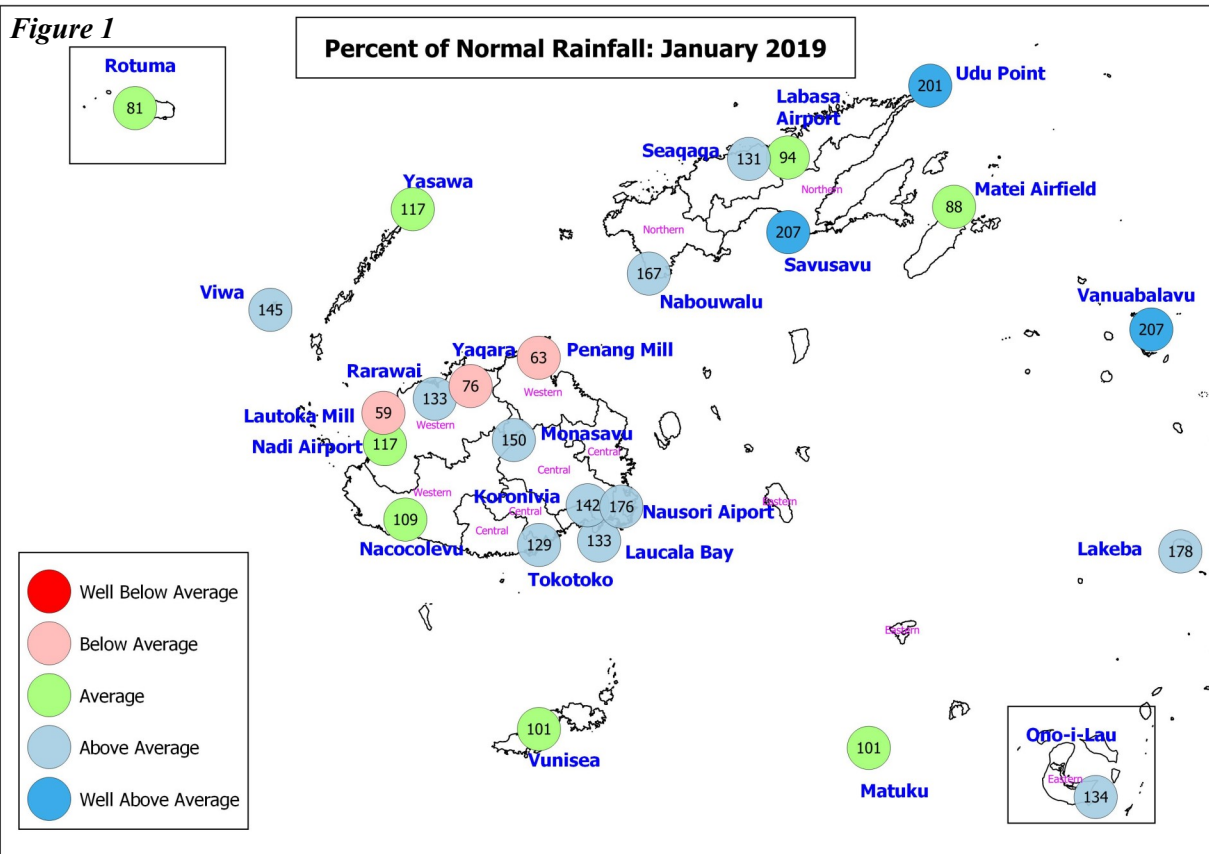 Figure 1
Percent of Normal Rainfall: January 2019
Rotuma
81
Udu Point
201
Labasa
Airport
94
Seaqaga
131
Northern
Matei Airfield
88
Yasawa
117
Northern
207
Savusavu
167
Nabouwalu
Viwa
145
Vanuabalavu
207
Yaqara
76
63
Penang Mill
Western
Rarawai
133
Western
Lautoka Mill
59
Nadi Airport
117
150
Monasavu
Central
Central
Western
Koronivia
142
176
Nausori Aiport
Central
Central
Eastern
109
Nacocolevu
129
Tokotoko
133
Laucala Bay
Lakeba
178
Well Below Average
Below Average
Average
Above Average
Well Above Average
Eastern
101
Vunisea
101
Matuku
Ono-i-Lau
Eastern
134